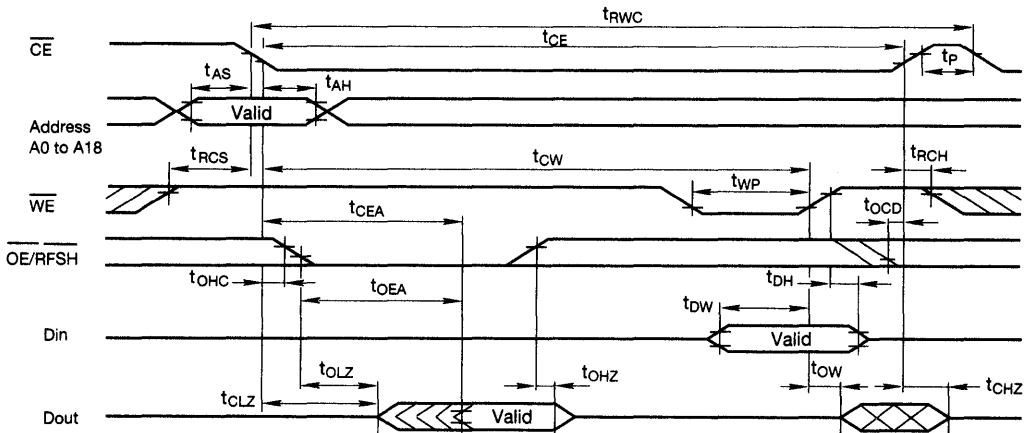 tRWC
CE
tCE
tP
tAS
tAH
Valid
Address
A0 to A18
tRCS
tCW
tRCH
WE
tWP
tCEA
tOCD
OE/RFSH
tOHC
tOEA
tDH
tDW
Din
Valid
tOLZ
tOHZ
tOW
tCLZ
tCHZ
Dout
Valid